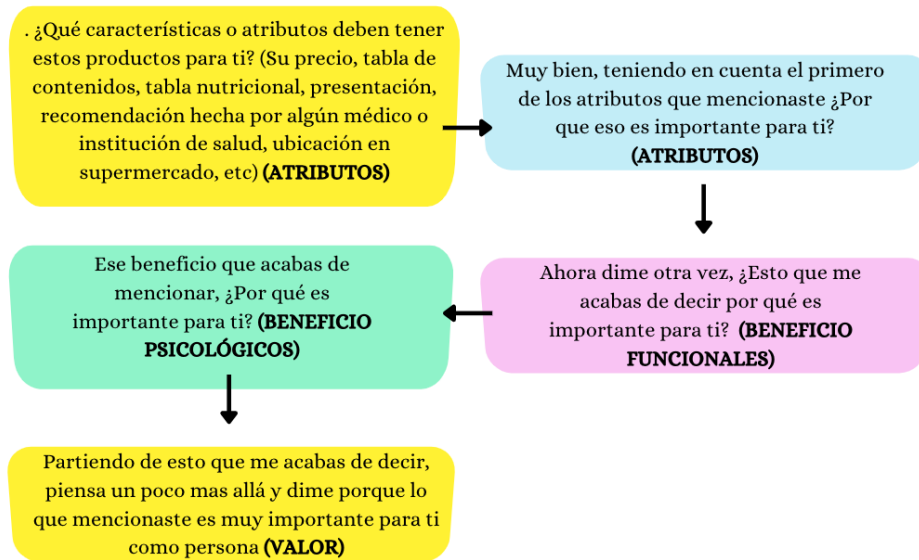 . ¿Qué características o atributos deben tener
estos productos para ti? (Su precio, tabla de
contenidos, tabla nutricional, presentación,
recomendación hecha por algún médico o
institución de salud, ubicación en
supermercado, etc) (ATRIBUTOS)
Muy bien, teniendo en cuenta el primero
de los atributos que mencionaste ¿Por
que eso es importante para ti?
(ATRIBUTOS)
Ahora dime otra vez, ¿Esto que me
acabas de decir por qué es
importante para ti? (BENEFICIO
FUNCIONALES)
Ese beneficio que acabas de
mencionar, ¿Por qué es
importante para ti? (BENEFICIO
PSICOLÓGICOS)
Partiendo de esto que me acabas de decir,
piensa un poco mas allá y dime porque lo
que mencionaste es muy importante para ti
como persona (VALOR)